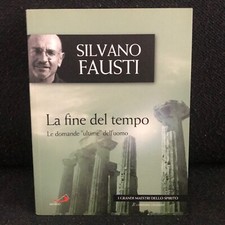 SILVANO
FAUSTI
La fine del tempo
Le domande "ultime" dell'uomo
I GRANDI MAESTRI DELLO SPIRITO